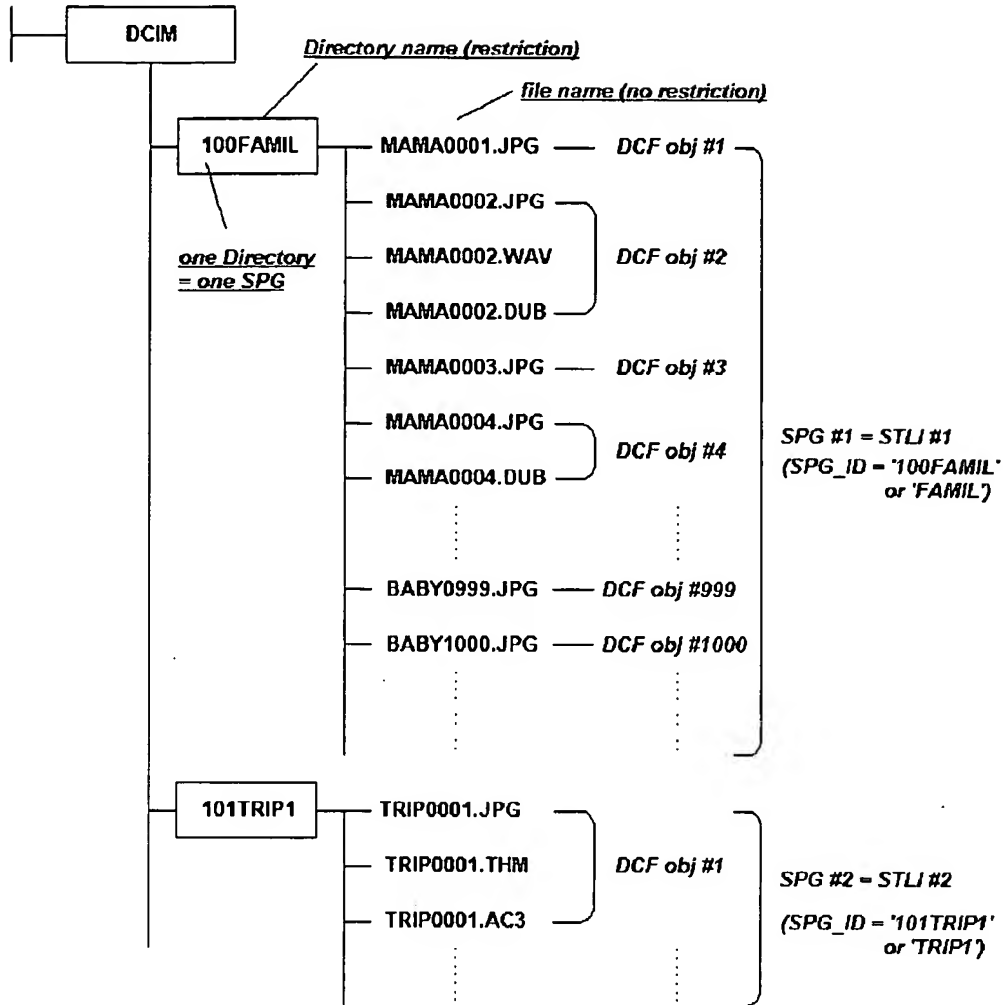 DCIM
Directory name (restriction)
file name (no restriction)
100FAMIL
MAMA0001.JPG
DCF obj #1
MAMA0002.JPG
one Directory
= one SPG
MAMA0002.WAV
DCF obj #2
MAMA0002.DUB
MAMA0003.JPG
DCF obj #3
MAMA0004.JPG
DCF obj #4
MAMA0004.DUB
SPG #1 = STLI #1
(SPG_ID = '100FAMIL'
or 'FAMIL')
BABY0999.JPG
DCF obj #999
BABY1000.JPG
DCF obj #1000
101TRIP1
TRIP0001.JPG
TRIP0001.THM
DCF obj #1
TRIP0001.AC3
SPG #2 = STLI #2
(SPG_ID = '101TRIP1'
or 'TRIP1')